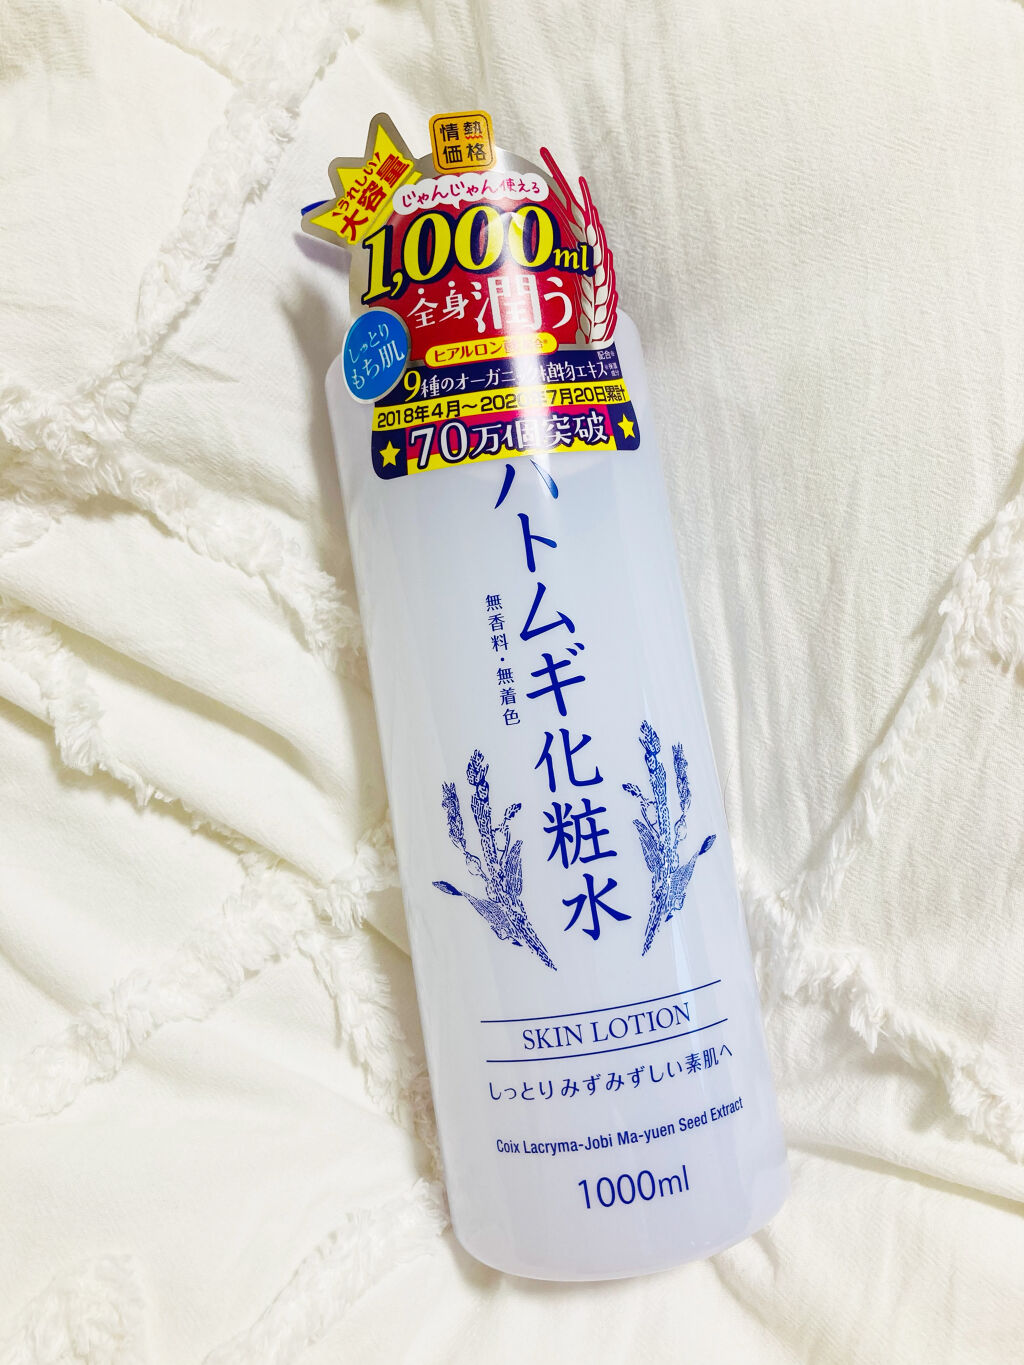 情熱
価格
うれしい!
大容量
じゃんじゃん使える
1,000ml
全身潤う
しっとり
もち肌
ヒアルロン酸配合※
9種のオーガニック植物エキス
配合※
2018年4月〜2020年7月20日累計
70万個突破
ハトムギ化粧水
無香料・無着色
SKIN LOTION
しっとりみずみずしい素肌へ
Coix Lacryma-Jobi Ma-yuen Seed Extract
1000ml